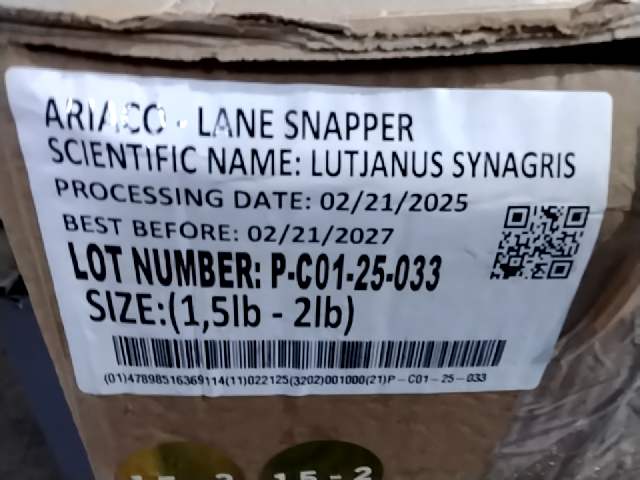 ARIACO - LANE SNAPPER
SCIENTIFIC NAME: LUTJANUS SYNAGRIS
PROCESSING DATE: 02/21/2025
BEST BEFORE: 02/21/2027
LOT NUMBER: P-C01-25-033
SIZE:(1,5lb - 2lb)
(01)47898516369114(11)022125(3202)001000(21)P-C01-25-033
15-2